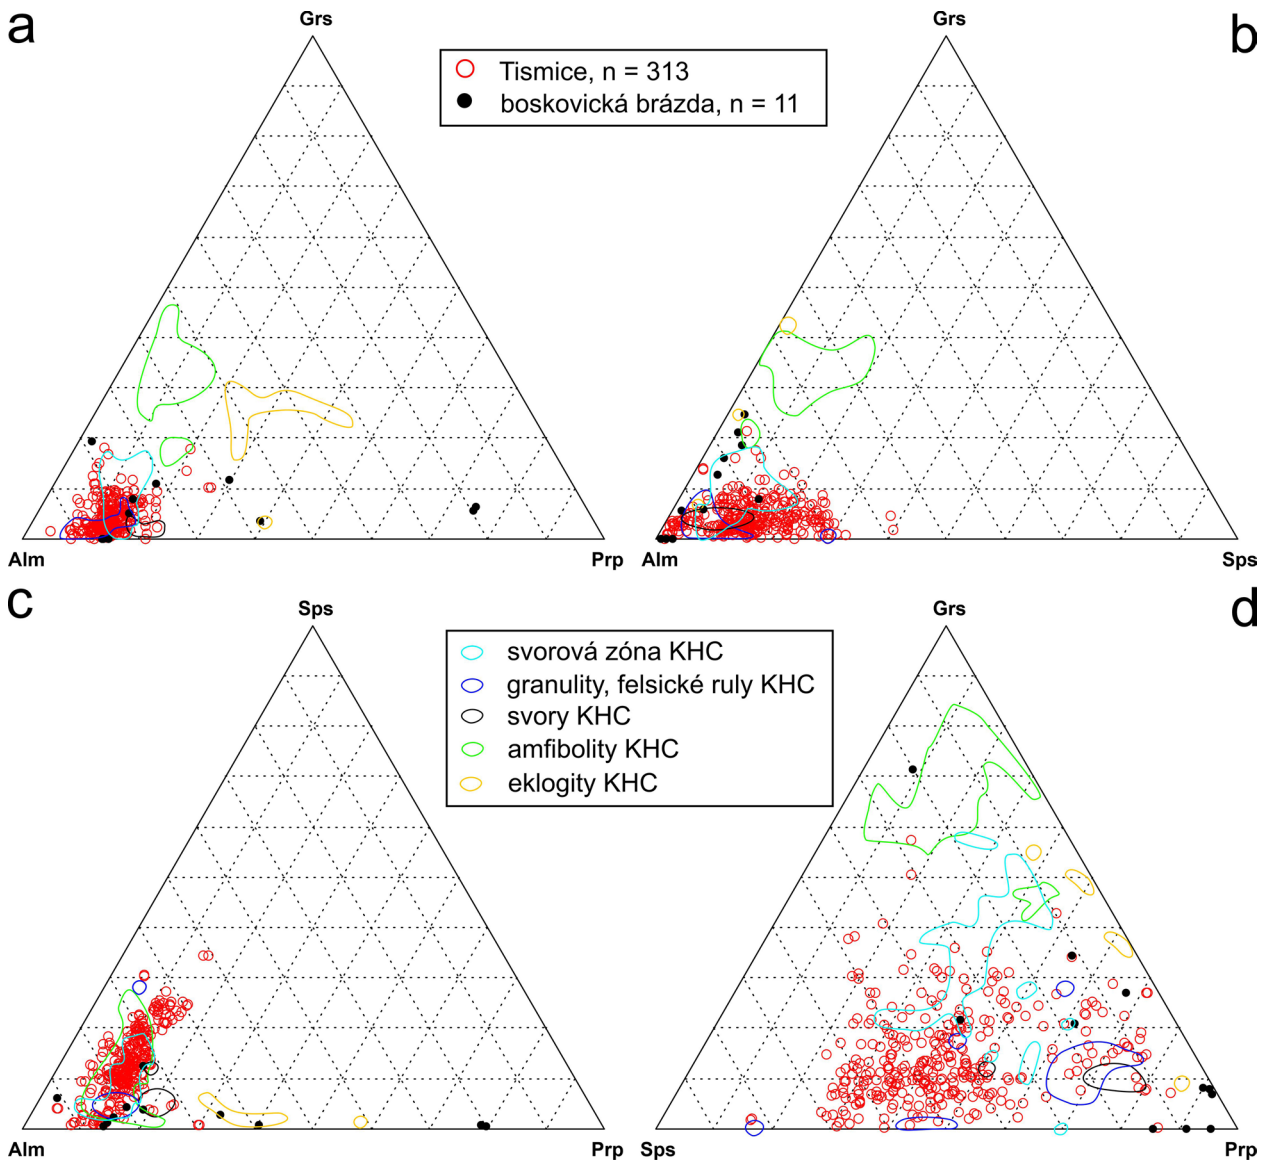 a
Grs
Grs
b
Tismice, n = 313
boskovická brázda, n = 11
Alm
Prp
Alm
Sps
c
Sps
Grs
d
svorová zóna KHC
granulity, felsické ruly KHC
svory KHC
amfibolity KHC
eklogity KHC
Alm
Prp
Sps
Prp